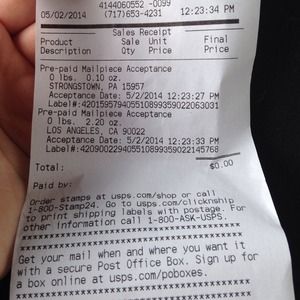 4144060552 -0099
05/02/2014 (717)653-4231 12:23:34 PM
Sales Receipt
Product Sale Unit Final
Description Qty Price Price
Pre-paid Mailpiece Acceptance
0 lbs. 0.10 oz.
STRONGSTOWN, PA 15957
Acceptance Date: 5/2/2014 12:23:27 PM
Label#:420159579405510899359022063031
Pre-paid Mailpiece Acceptance
0 lbs. 2.20 oz.
LOS ANGELES, CA 90022
Acceptance Date: 5/2/2014 12:23:33 PM
Label#:420900229405510899359022145768
Total: $0.00
Paid by:
Order stamps at usps.com/shop or call
1-800-Stamp24. Go to usps.com/clicknship
to print shipping labels with postage. For
other information call 1-800-ASK-USPS.
Get your mail when and where you want it
with a secure Post Office Box. Sign up for
a box online at usps.com/poboxes.